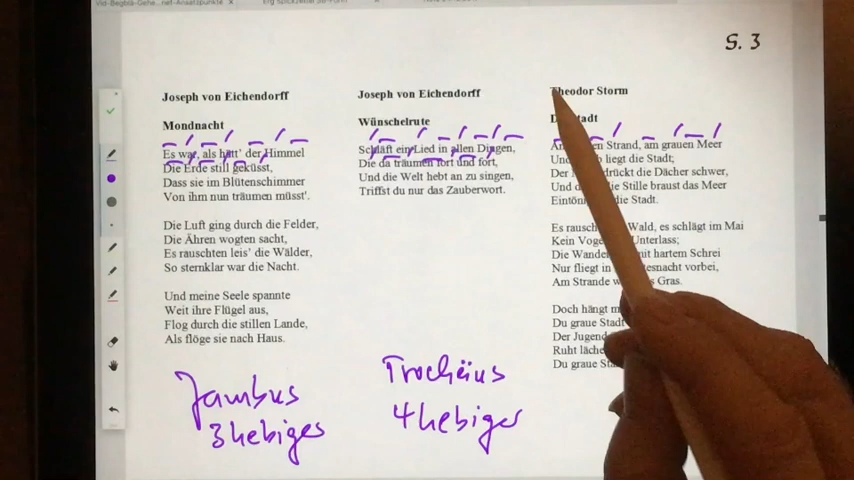 S. 3
Joseph von Eichendorff
Mondnacht
Es war, als hätt' der Himmel
Die Erde still geküsst,
Dass sie im Blütenschimmer
Von ihm nun träumen müsst'.
Die Luft ging durch die Felder,
Die Ähren wogten sacht,
Es rauschten leis' die Wälder,
So sternklar war die Nacht.
Und meine Seele spannte
Weit ihre Flügel aus,
Flog durch die stillen Lande,
Als flöge sie nach Haus.
Jambus
3hebiges
Joseph von Eichendorff
Wünschelrute
Schläft ein Lied in allen Dingen,
Die da träumen fort und fort,
Und die Welt hebt an zu singen,
Triffst du nur das Zauberwort.
Trochäus
4hebiger
Theodor Storm
Strand, am grauen Meer
liegt die Stadt;
Der drückt die Dächer schwer,
Und die Stille braust das Meer
die Stadt.
Es Wald, es schlägt im Mai
Kein Unterlass;
Die mit hartem Schrei
Nur fliegt in vorbei,
Am Strande Gras.
Doch hängt
Du graue Stadt
Der Jugend
Ruht
Du graue